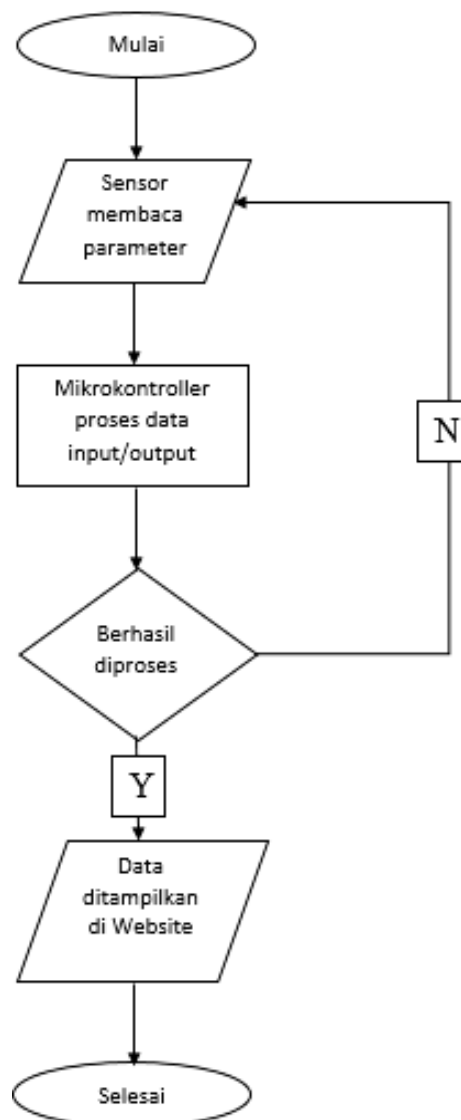 Mulai
Sensor
membaca
parameter
Mikrokontroller
proses data
input/output
N
Berhasil
diproses
Y
Data
ditampilkan
di Website
Selesai